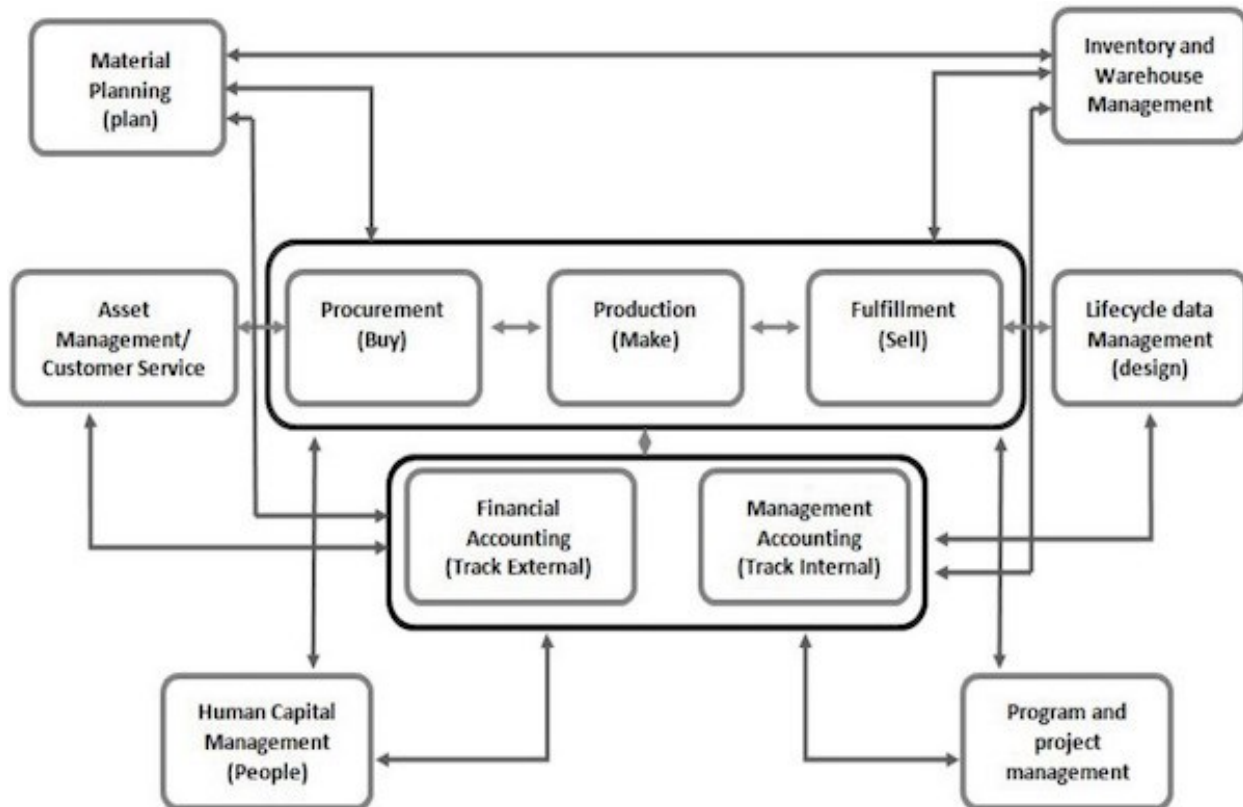 Material
Planning
(plan)
Inventory and
Warehouse
Management
Asset
Management/
Customer Service
Procurement
(Buy)
Production
(Make)
Fulfillment
(Sell)
Lifecycle data
Management
(design)
Financial
Accounting
(Track External)
Management
Accounting
(Track Internal)
Human Capital
Management
(People)
Program and
project
management